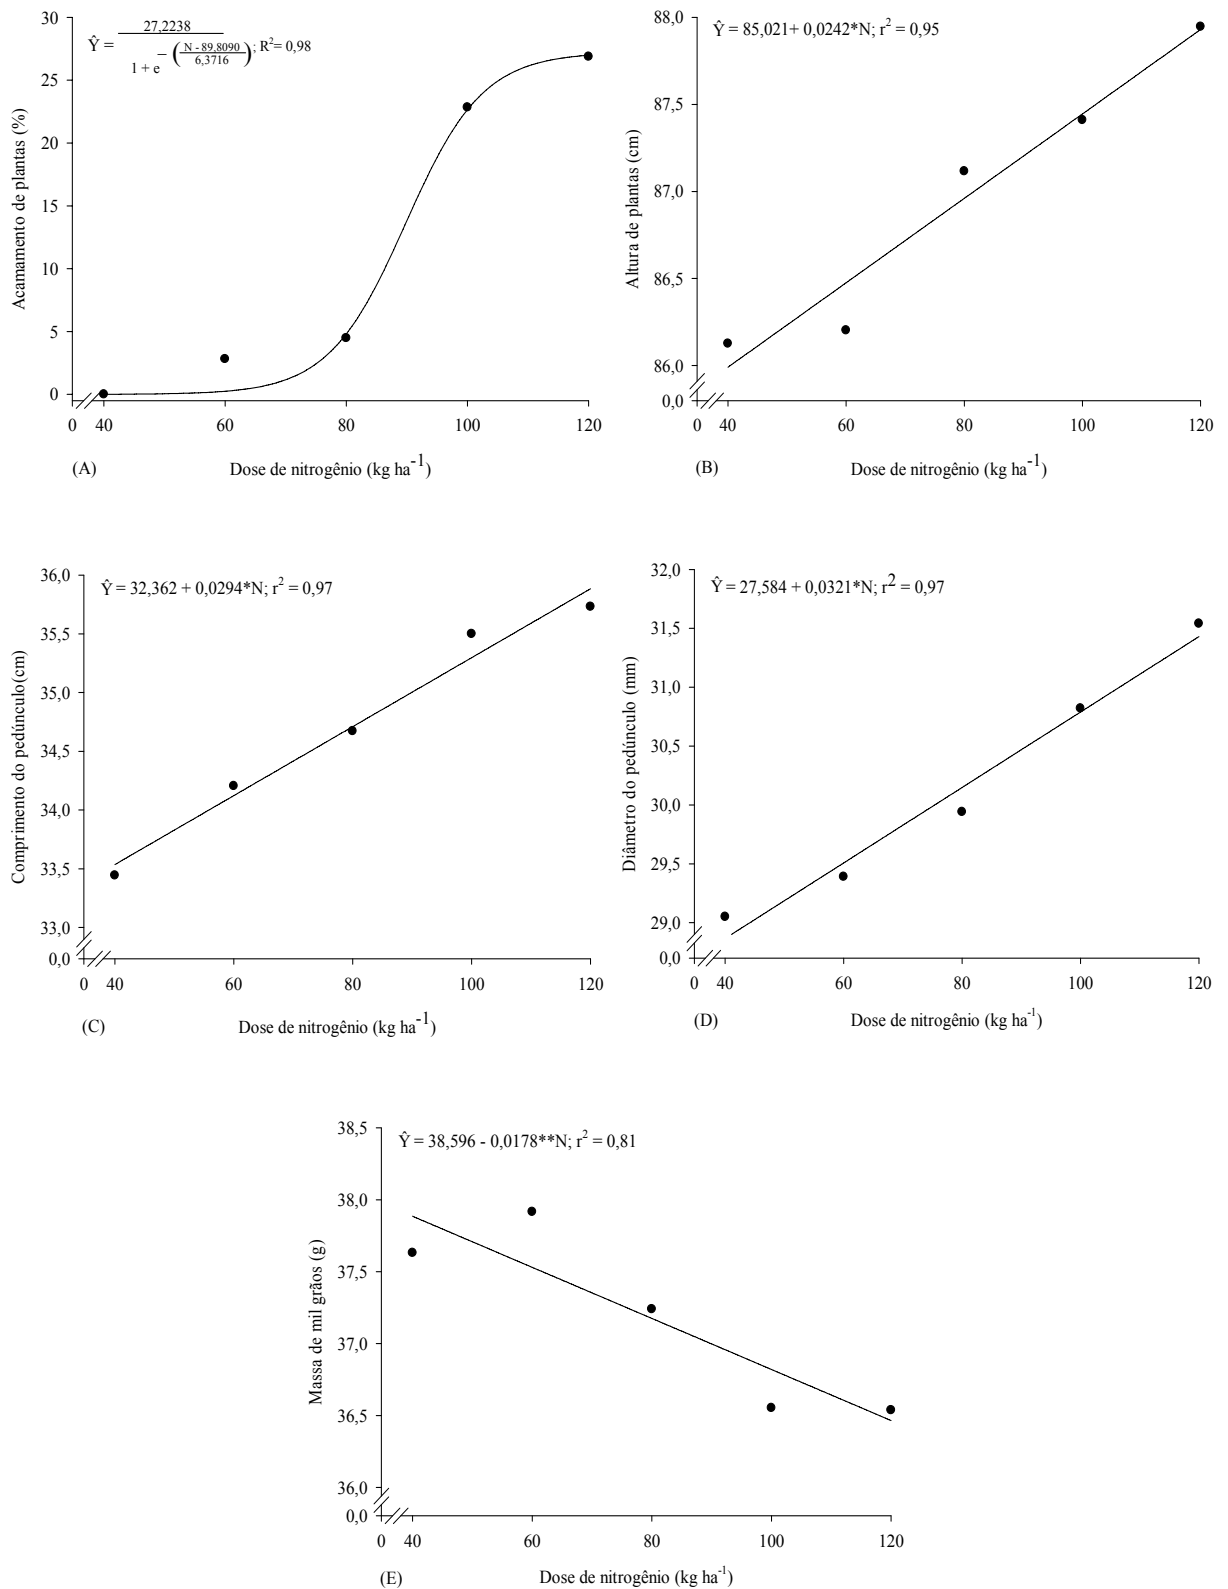 30
25
20
15
10
5
0
Acamamento de plantas (%)
Ŷ = 27,2238
1 + e − ( N - 89,8090 / 6,3716 ) ; R² = 0,98
0 40 60 80 100 120
(A) Dose de nitrogênio (kg ha⁻¹)
88,0
87,5
87,0
86,5
86,0
0,0
Altura de plantas (cm)
Ŷ = 85,021+ 0,0242*N; r² = 0,95
0 40 60 80 100 120
(B) Dose de nitrogênio (kg ha⁻¹)
36,0
35,5
35,0
34,5
34,0
33,5
33,0
0,0
Comprimento do pedúnculo(cm)
Ŷ = 32,362 + 0,0294*N; r² = 0,97
0 40 60 80 100 120
(C) Dose de nitrogênio (kg ha⁻¹)
32,0
31,5
31,0
30,5
30,0
29,5
29,0
0,0
Diâmetro do pedúnculo (mm)
Ŷ = 27,584 + 0,0321*N; r² = 0,97
0 40 60 80 100 120
(D) Dose de nitrogênio (kg ha⁻¹)
38,5
38,0
37,5
37,0
36,5
36,0
0,0
Massa de mil grãos (g)
Ŷ = 38,596 - 0,0178**N; r² = 0,81
0 40 60 80 100 120
(E) Dose de nitrogênio (kg ha⁻¹)